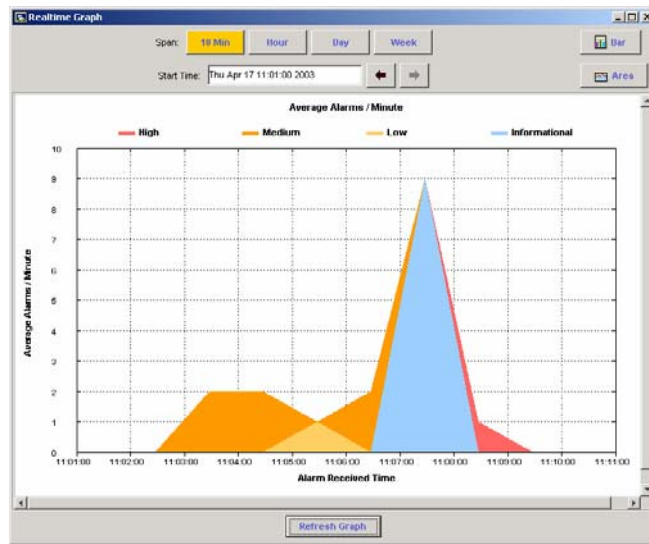 Realtime Graph
Span: 10 Min Hour Day Week Bar
Start Time: Thu Apr 17 11:01:00 2003 Area
Average Alarms / Minute
High Medium Low Informational
10
9
8
7
6
5
4
3
2
1
0
Average Alarms / Minute
11:01:00 11:02:00 11:03:00 11:04:00 11:05:00 11:06:00 11:07:00 11:08:00 11:09:00 11:10:00 11:11:00
Alarm Received Time
Refresh Graph